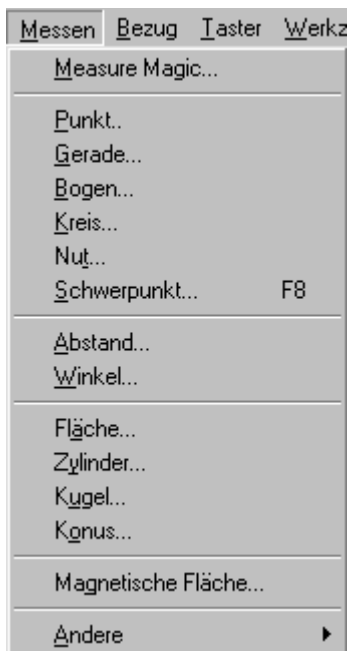 Messen Bezug Taster
Measure Magic...
Punkt..
Gerade...
Bogen...
Kreis...
Nut...
Schwerpunkt... F8
Abstand...
Winkel...
Fläche...
Zylinder...
Kugel...
Konus...
Magnetische Fläche...
Andere